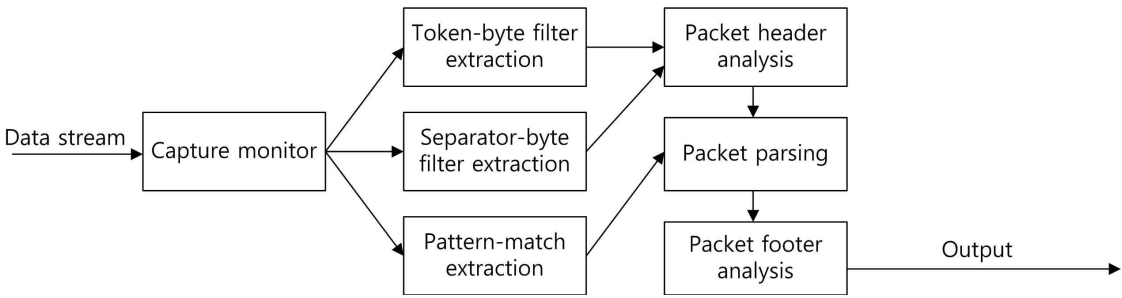 Data stream
Capture monitor
Token-byte filter
extraction
Separator-byte
filter extraction
Pattern-match
extraction
Packet header
analysis
Packet parsing
Packet footer
analysis
Output